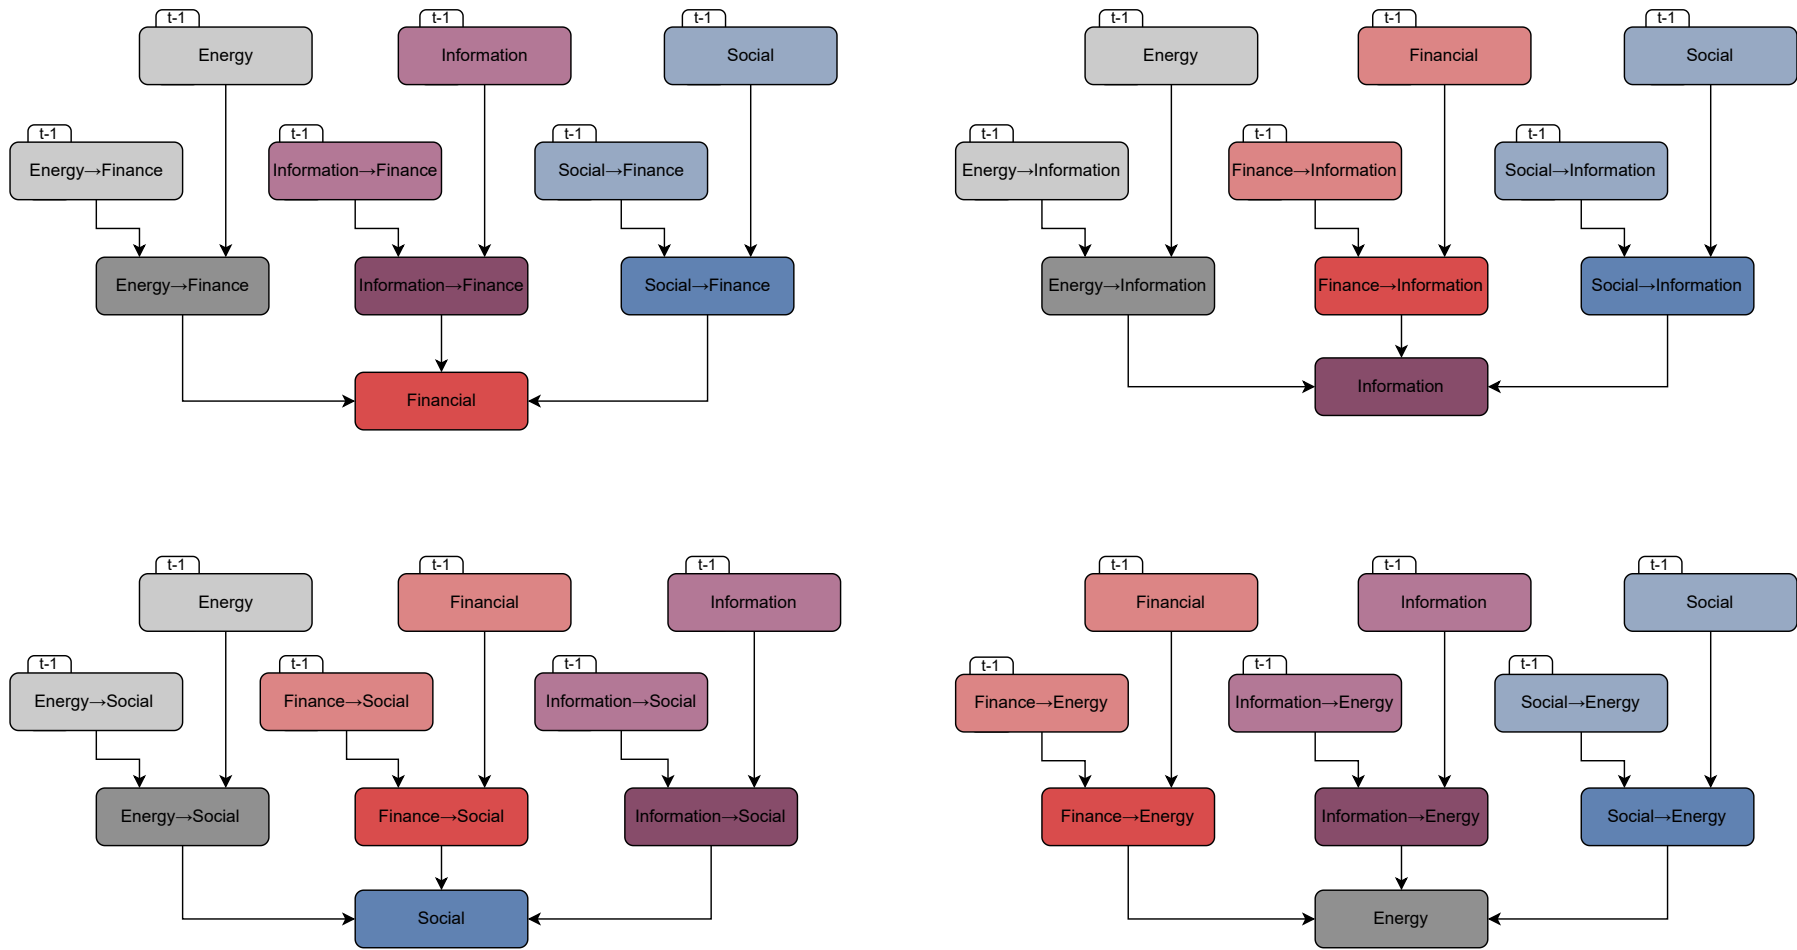 t-1
Energy
t-1
Information
t-1
Social
t-1
Energy→Finance
t-1
Information→Finance
t-1
Social→Finance
Energy→Finance
Information→Finance
Social→Finance
Financial
t-1
Energy
t-1
Financial
t-1
Social
t-1
Energy→Information
t-1
Finance→Information
t-1
Social→Information
Energy→Information
Finance→Information
Social→Information
Information
t-1
Energy
t-1
Financial
t-1
Information
t-1
Energy→Social
t-1
Finance→Social
t-1
Information→Social
Energy→Social
Finance→Social
Information→Social
Social
t-1
Financial
t-1
Information
t-1
Social
t-1
Finance→Energy
t-1
Information→Energy
t-1
Social→Energy
Finance→Energy
Information→Energy
Social→Energy
Energy